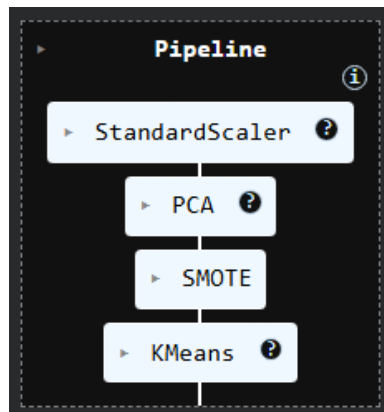 Pipeline
i
StandardScaler ?
PCA ?
SMOTE
KMeans ?